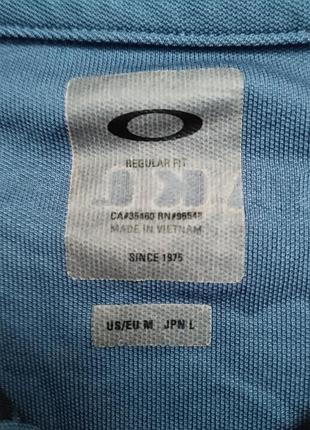 REGULAR FIT
CA#35460 RN#96548
MADE IN VIETNAM
SINCE 1975
US/EU M JPN L